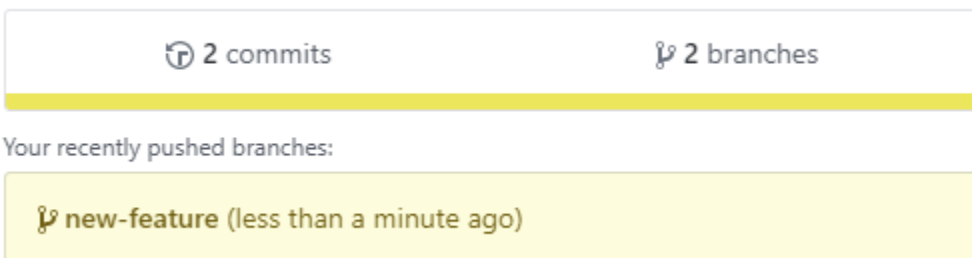 2 commits
2 branches
Your recently pushed branches:
new-feature (less than a minute ago)